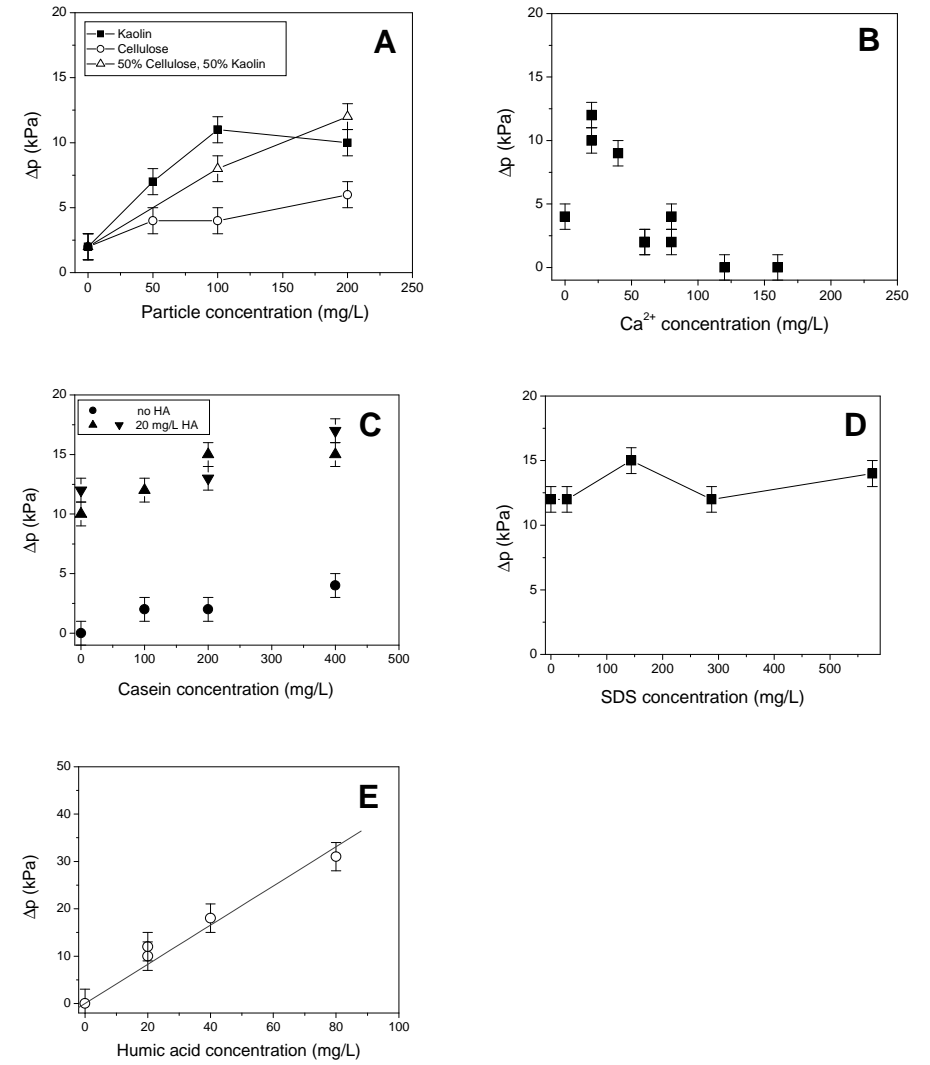 A
Kaolin
Cellulose
50% Cellulose, 50% Kaolin
20
15
10
5
0
Δp (kPa)
0 50 100 150 200 250
Particle concentration (mg/L)
B
20
15
10
5
0
Δp (kPa)
0 50 100 150 200 250
Ca²⁺ concentration (mg/L)
C
no HA
20 mg/L HA
20
15
10
5
0
Δp (kPa)
0 100 200 300 400 500
Casein concentration (mg/L)
D
20
15
10
5
0
Δp (kPa)
0 100 200 300 400 500
SDS concentration (mg/L)
E
50
40
30
20
10
0
Δp (kPa)
0 20 40 60 80 100
Humic acid concentration (mg/L)